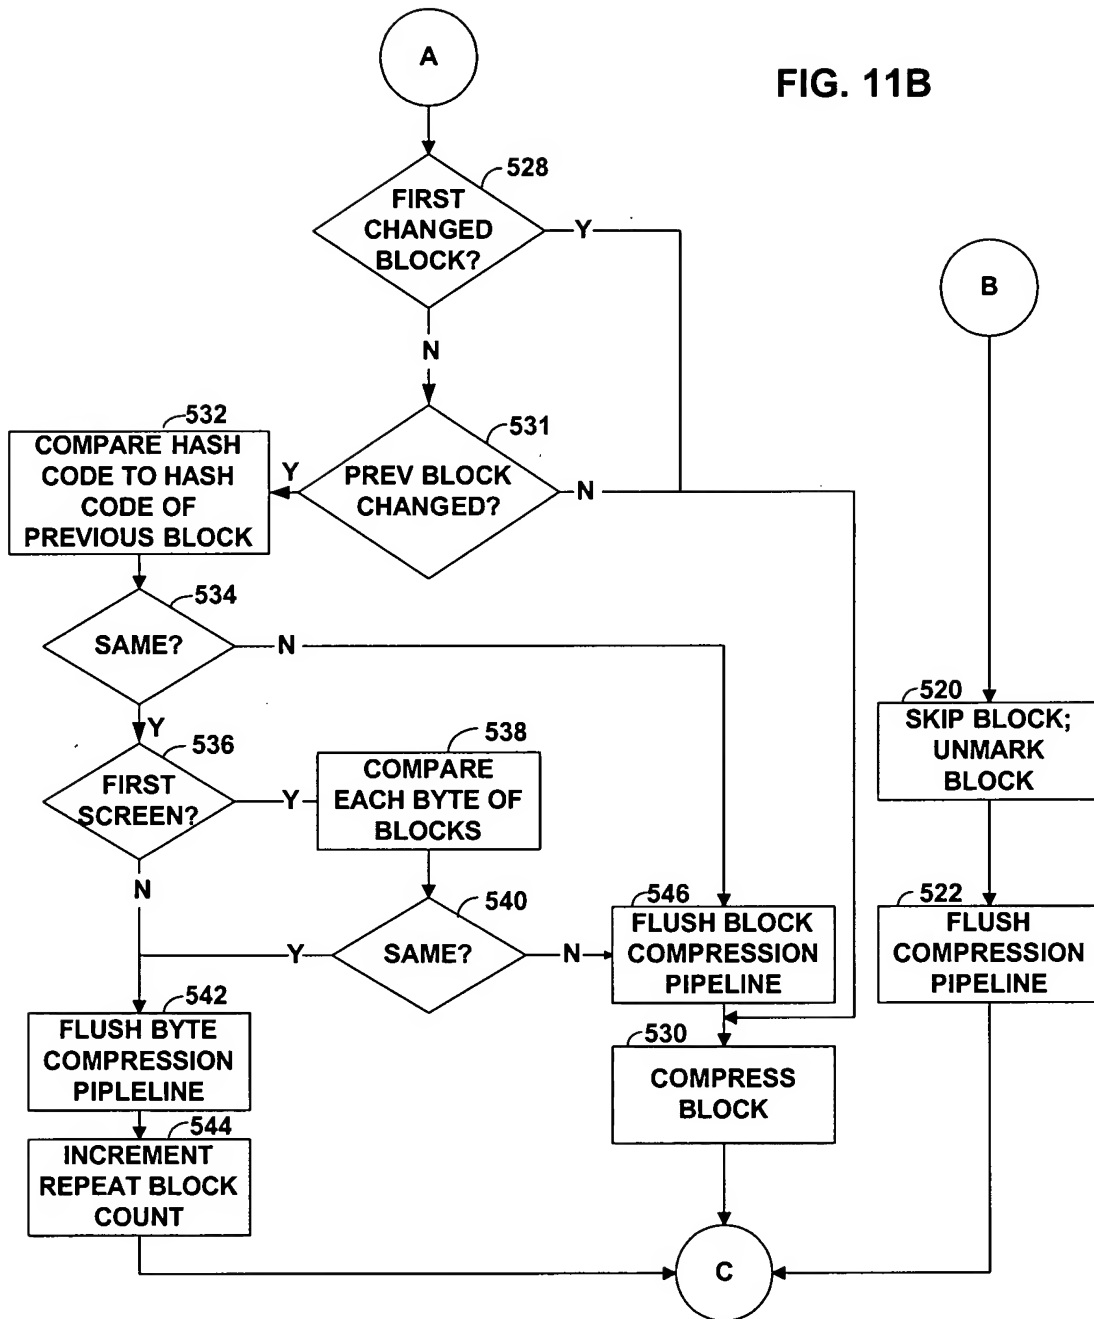 A
FIG. 11B
528
FIRST
CHANGED
BLOCK?
Y
B
N
532
531
COMPARE HASH
CODE TO HASH
CODE OF
PREVIOUS BLOCK
Y
PREV BLOCK
CHANGED?
N
534
SAME?
N
520
SKIP BLOCK;
UNMARK
BLOCK
Y
536
538
FIRST
SCREEN?
Y
COMPARE
EACH BYTE OF
BLOCKS
N
540
546
522
Y
SAME?
N
FLUSH BLOCK
COMPRESSION
PIPELINE
FLUSH
COMPRESSION
PIPELINE
542
FLUSH BYTE
COMPRESSION
PIPLELINE
530
COMPRESS
BLOCK
544
INCREMENT
REPEAT BLOCK
COUNT
C